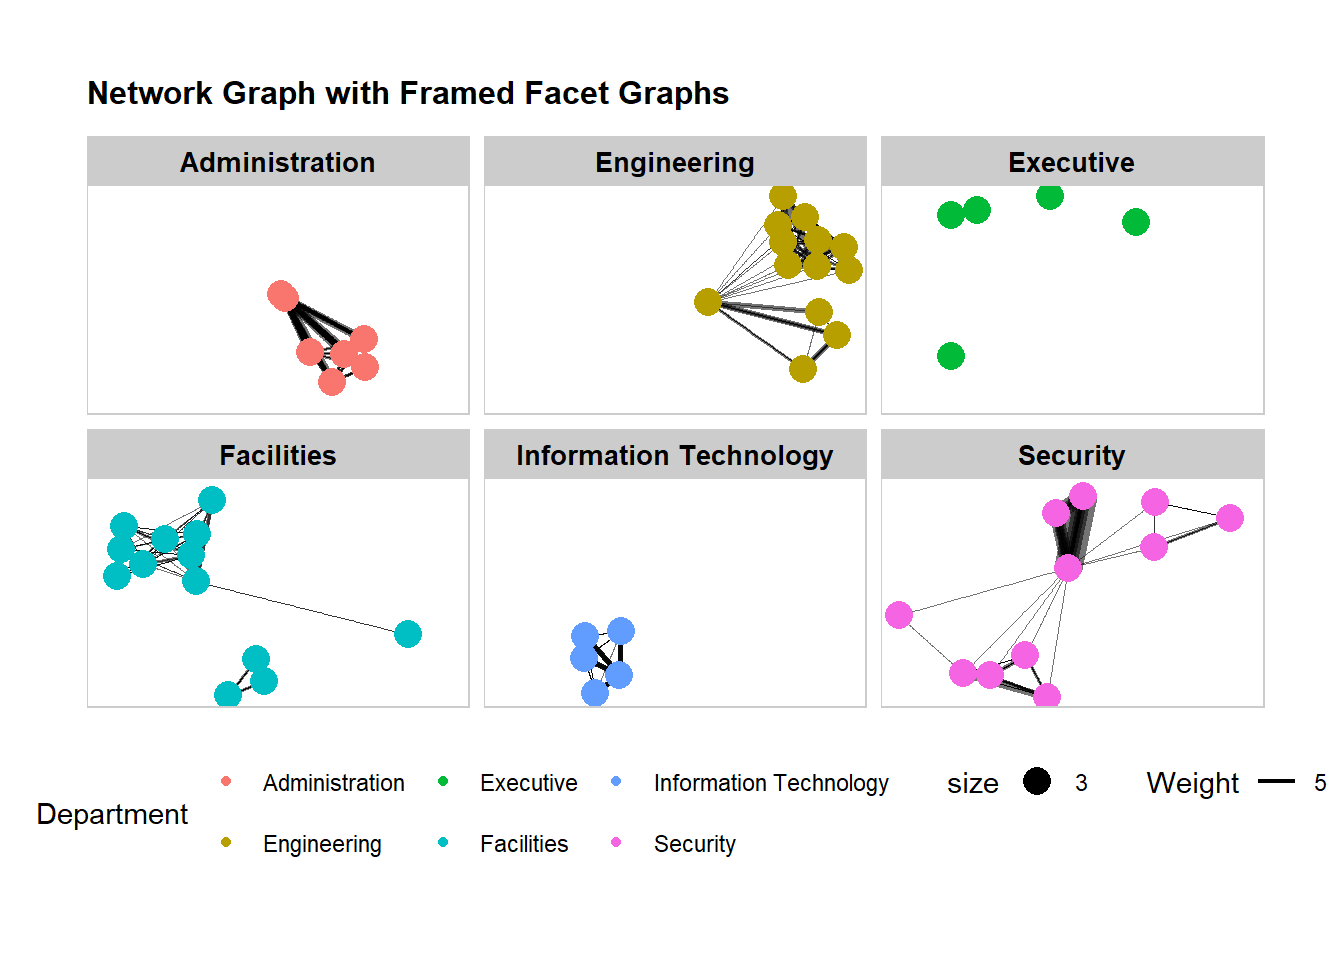 Network Graph with Framed Facet Graphs
Administration
Engineering
Executive
Facilities
Information Technology
Security
Department
Administration
Executive
Information Technology
Engineering
Facilities
Security
size
3
Weight
5